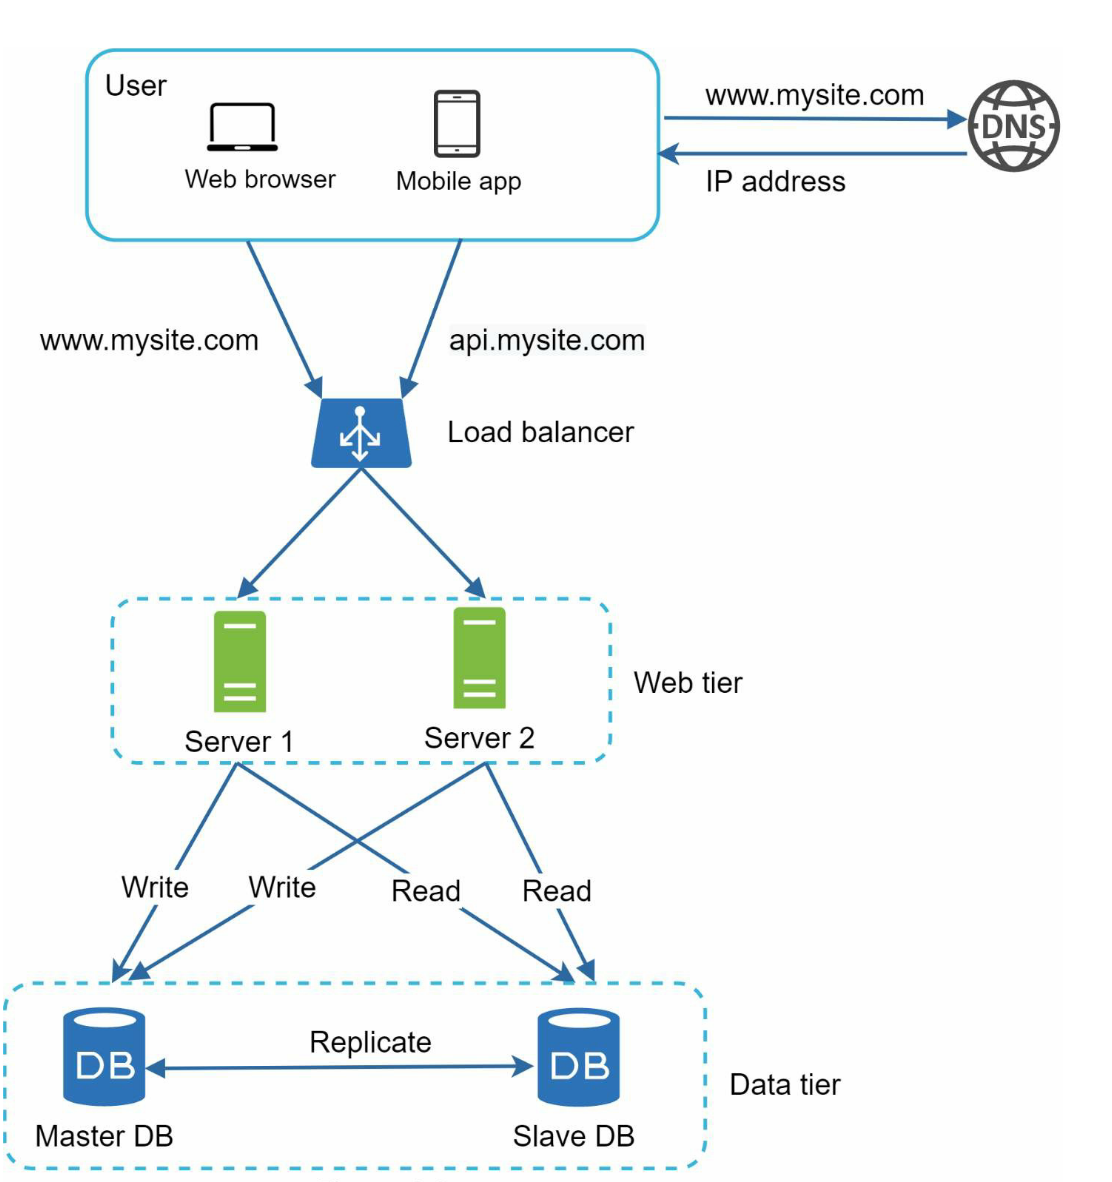 User
Web browser
Mobile app
www.mysite.com
DNS
IP address
www.mysite.com
api.mysite.com
Load balancer
Server 1
Server 2
Web tier
Write
Write
Read
Read
Replicate
DB
DB
Master DB
Slave DB
Data tier